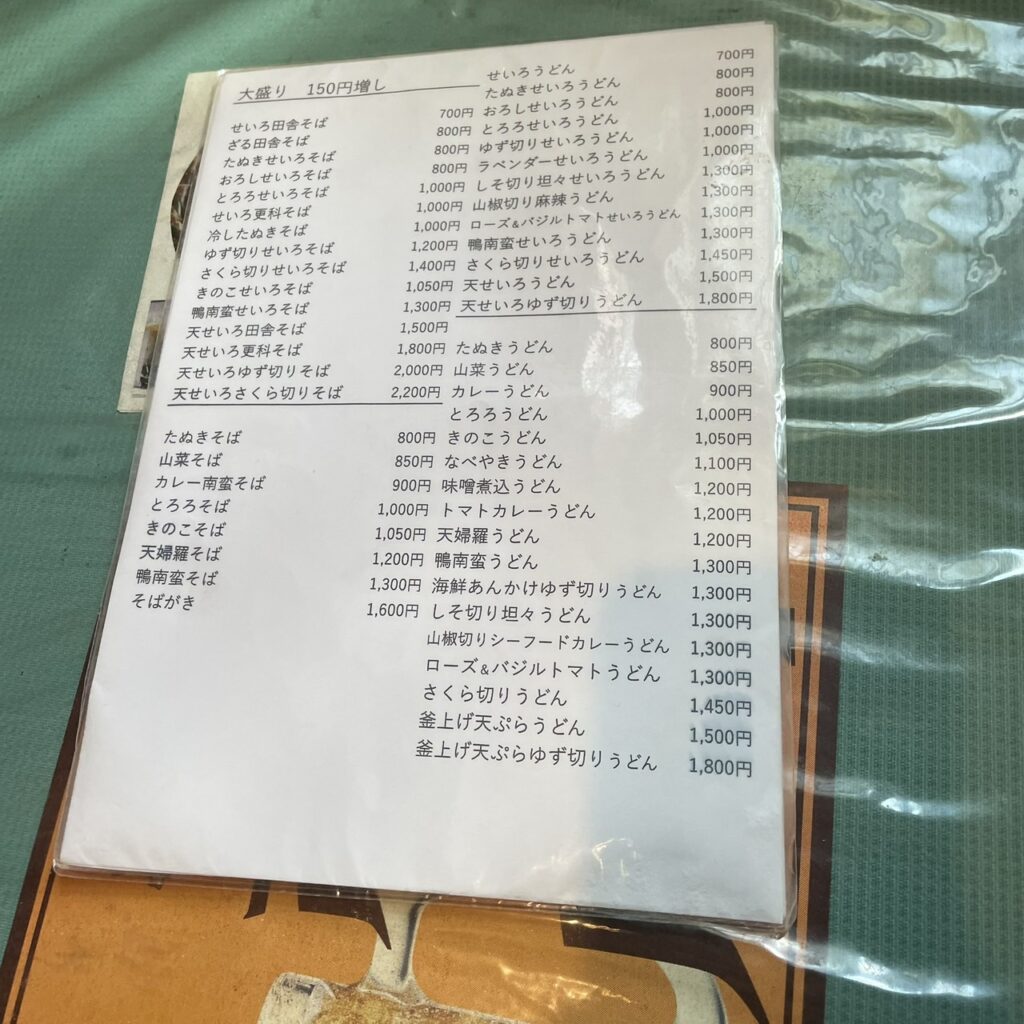 大盛り 150円増し
せいろ田舎そば 700円
ざる田舎そば 800円
たぬきせいろそば 800円
おろしせいろそば 800円
とろろせいろそば 1,000円
せいろ更科そば 1,000円
冷したぬきそば 1,000円
ゆず切りせいろそば 1,200円
さくら切りせいろそば 1,400円
きのこせいろそば 1,050円
鴨南蛮せいろそば 1,300円
天せいろ田舎そば 1,500円
天せいろ更科そば 1,800円
天せいろゆず切りそば 2,000円
天せいろさくら切りそば 2,200円
たぬきそば 800円
山菜そば 850円
カレー南蛮そば 900円
とろろそば 1,000円
きのこそば 1,050円
天婦羅そば 1,200円
鴨南蛮そば 1,300円
そばがき 1,600円
せいろうどん 700円
たぬきせいろうどん 800円
おろしせいろうどん 800円
とろろせいろうどん 1,000円
ゆず切りせいろうどん 1,000円
ラベンダーせいろうどん 1,000円
しそ切り坦々せいろうどん 1,300円
山椒切り麻辣うどん 1,300円
ローズ&バジルトマトせいろうどん 1,300円
鴨南蛮せいろうどん 1,300円
さくら切りせいろうどん 1,450円
天せいろうどん 1,500円
天せいろゆず切りうどん 1,800円
たぬきうどん 800円
山菜うどん 850円
カレーうどん 900円
とろろうどん 1,000円
きのこうどん 1,050円
なべやきうどん 1,100円
味噌煮込うどん 1,200円
トマトカレーうどん 1,200円
天婦羅うどん 1,200円
鴨南蛮うどん 1,300円
海鮮あんかけゆず切りうどん 1,300円
しそ切り坦々うどん 1,300円
山椒切りシーフードカレーうどん 1,300円
ローズ&バジルトマトうどん 1,300円
さくら切りうどん 1,450円
釜上げ天ぷらうどん 1,500円
釜上げ天ぷらゆず切りうどん 1,800円